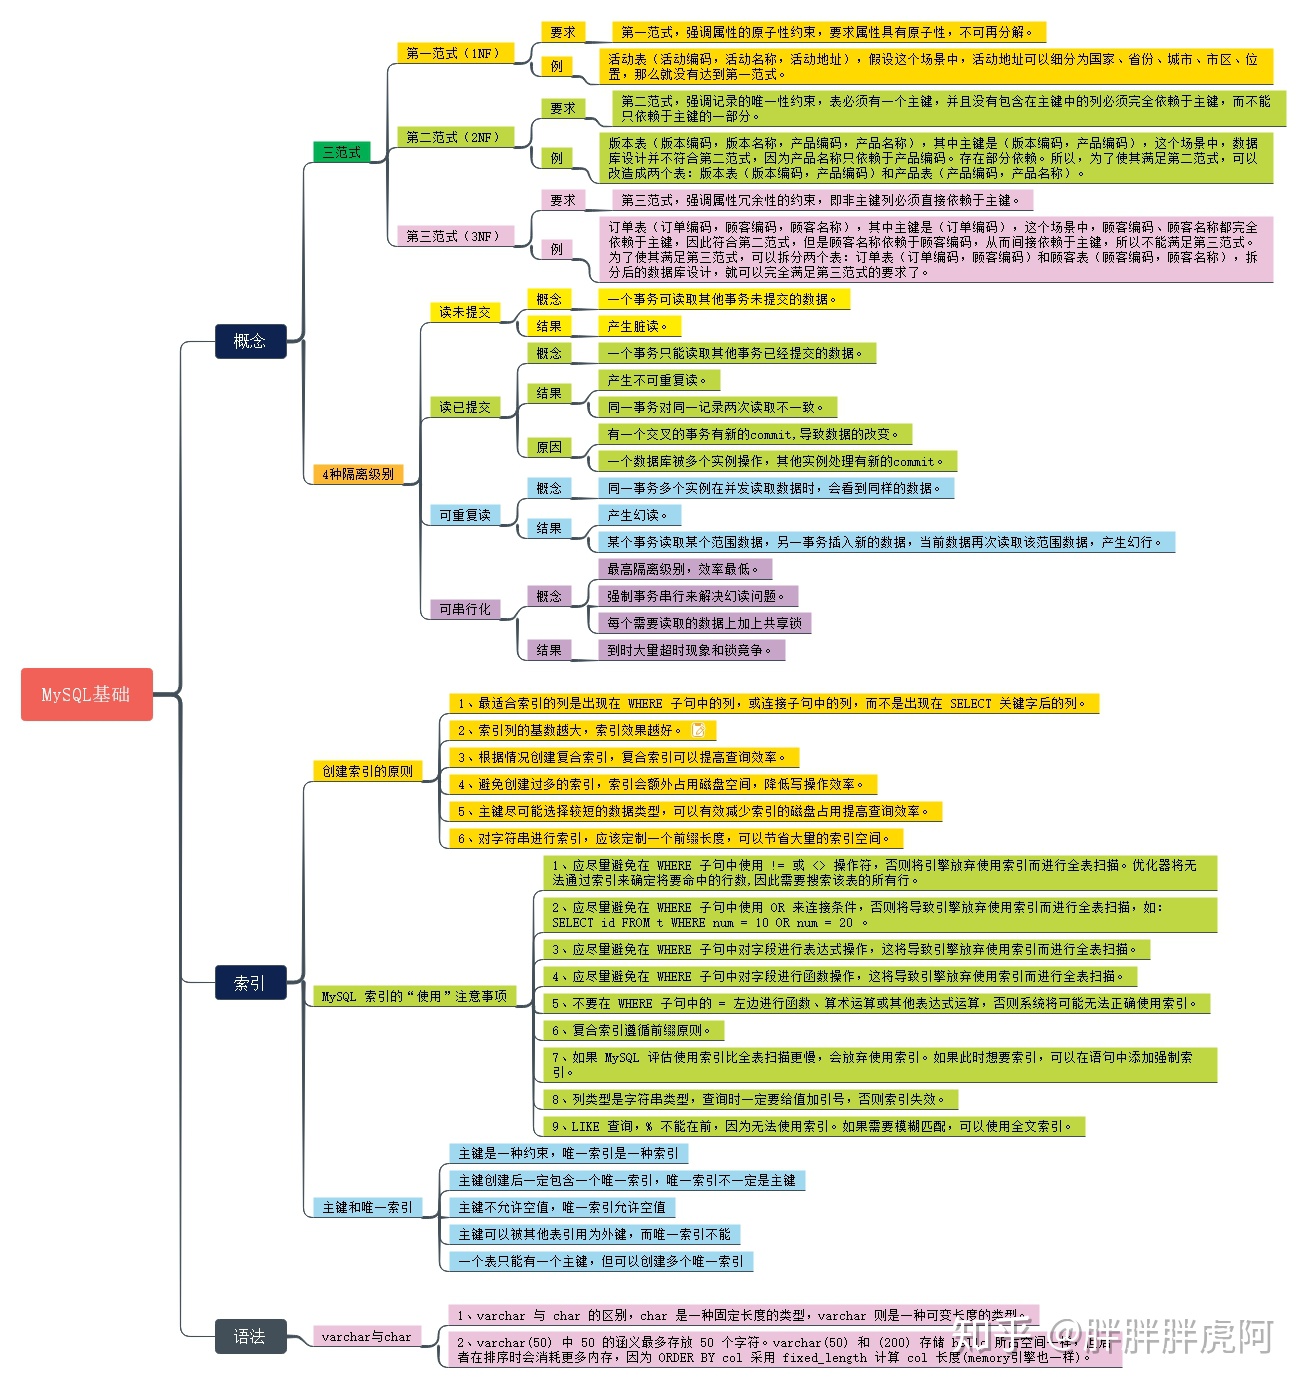 MySQL基础
概念
三范式
第一范式（1NF）
要求
第一范式，强调属性的原子性约束，要求属性具有原子性，不可再分解。
例
活动表（活动编码，活动名称，活动地址），假设这个场景中，活动地址可以细分为国家、省份、城市、市区、位
置，那么就没有达到第一范式。
第二范式（2NF）
要求
第二范式，强调记录的唯一性约束，表必须有一个主键，并且没有包含在主键中的列必须完全依赖于主键，而不能
只依赖于主键的一部分。
例
版本表（版本编码，版本名称，产品编码，产品名称），其中主键是（版本编码，产品编码），这个场景中，数据
库设计并不符合第二范式，因为产品名称只依赖于产品编码。存在部分依赖。所以，为了使其满足第二范式，可以
改造成两个表：版本表（版本编码，产品编码）和产品表（产品编码，产品名称）。
第三范式（3NF）
要求
第三范式，强调属性冗余性的约束，即非主键列必须直接依赖于主键。
例
订单表（订单编码，顾客编码，顾客名称），其中主键是（订单编码），这个场景中，顾客编码、顾客名称都完全
依赖于主键，因此符合第二范式，但是顾客名称依赖于顾客编码，从而间接依赖于主键，所以不能满足第三范式。
为了使其满足第三范式，可以拆分两个表：订单表（订单编码，顾客编码）和顾客表（顾客编码，顾客名称），拆
分后的数据库设计，就可以完全满足第三范式的要求了。
4种隔离级别
读未提交
概念
一个事务可读取其他事务未提交的数据。
结果
产生脏读。
读已提交
概念
一个事务只能读取其他事务已经提交的数据。
结果
产生不可重复读。
同一事务对同一记录两次读取不一致。
原因
有一个交叉的事务有新的commit,导致数据的改变。
一个数据库被多个实例操作，其他实例处理有新的commit。
可重复读
概念
同一事务多个实例在并发读取数据时，会看到同样的数据。
结果
产生幻读。
某个事务读取某个范围数据，另一事务插入新的数据，当前数据再次读取该范围数据，产生幻行。
可串行化
概念
最高隔离级别，效率最低。
强制事务串行来解决幻读问题。
每个需要读取的数据上加上共享锁
结果
到时大量超时现象和锁竞争。
索引
创建索引的原则
1、最适合索引的列是出现在 WHERE 子句中的列，或连接子句中的列，而不是出现在 SELECT 关键字后的列。
2、索引列的基数越大，索引效果越好。
3、根据情况创建复合索引，复合索引可以提高查询效率。
4、避免创建过多的索引，索引会额外占用磁盘空间，降低写操作效率。
5、主键尽可能选择较短的数据类型，可以有效减少索引的磁盘占用提高查询效率。
6、对字符串进行索引，应该定制一个前缀长度，可以节省大量的索引空间。
MySQL 索引的“使用”注意事项
1、应尽量避免在 WHERE 子句中使用 != 或 <> 操作符，否则将引擎放弃使用索引而进行全表扫描。优化器将无
法通过索引来确定将要命中的行数,因此需要搜索该表的所有行。
2、应尽量避免在 WHERE 子句中使用 OR 来连接条件，否则将导致引擎放弃使用索引而进行全表扫描，如：
SELECT id FROM t WHERE num = 10 OR num = 20 。
3、应尽量避免在 WHERE 子句中对字段进行表达式操作，这将导致引擎放弃使用索引而进行全表扫描。
4、应尽量避免在 WHERE 子句中对字段进行函数操作，这将导致引擎放弃使用索引而进行全表扫描。
5、不要在 WHERE 子句中的 = 左边进行函数、算术运算或其他表达式运算，否则系统将可能无法正确使用索引。
6、复合索引遵循前缀原则。
7、如果 MySQL 评估使用索引比全表扫描更慢，会放弃使用索引。如果此时想要索引，可以在语句中添加强制索
引。
8、列类型是字符串类型，查询时一定要给值加引号，否则索引失效。
9、LIKE 查询，% 不能在前，因为无法使用索引。如果需要模糊匹配，可以使用全文索引。
主键和唯一索引
主键是一种约束，唯一索引是一种索引
主键创建后一定包含一个唯一索引，唯一索引不一定是主键
主键不允许空值，唯一索引允许空值
主键可以被其他表引用为外键，而唯一索引不能
一个表只能有一个主键，但可以创建多个唯一索引
语法
varchar与char
1、varchar 与 char 的区别，char 是一种固定长度的类型，varchar 则是一种可变长度的类型。
2、varchar(50) 中 50 的涵义最多存放 50 个字符。varchar(50) 和 (200) 存储 所占空间一样，
者在排序时会消耗更多内存，因为 ORDER BY col 采用 fixed_length 计算 col 长度(memory引擎也一样)。
知乎 @胖胖胖虎阿